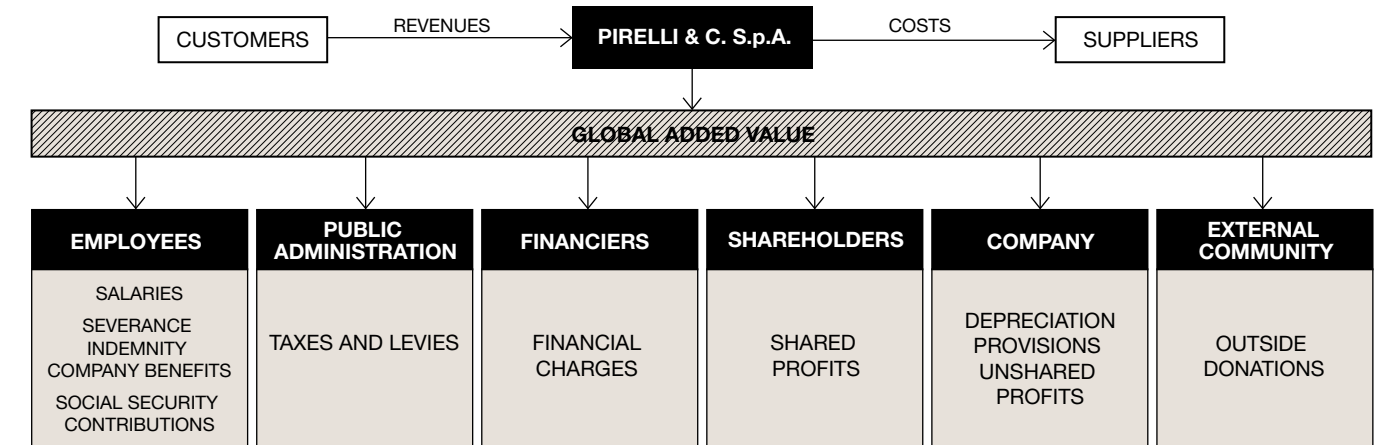 CUSTOMERS
REVENUES
PIRELLI & C. S.p.A.
COSTS
SUPPLIERS
GLOBAL ADDED VALUE
EMPLOYEES
SALARIES
SEVERANCE
INDEMNITY
COMPANY BENEFITS
SOCIAL SECURITY
CONTRIBUTIONS
PUBLIC
ADMINISTRATION
TAXES AND LEVIES
FINANCIERS
FINANCIAL
CHARGES
SHAREHOLDERS
SHARED
PROFITS
COMPANY
DEPRECIATION
PROVISIONS
UNSHARED
PROFITS
EXTERNAL
COMMUNITY
OUTSIDE
DONATIONS